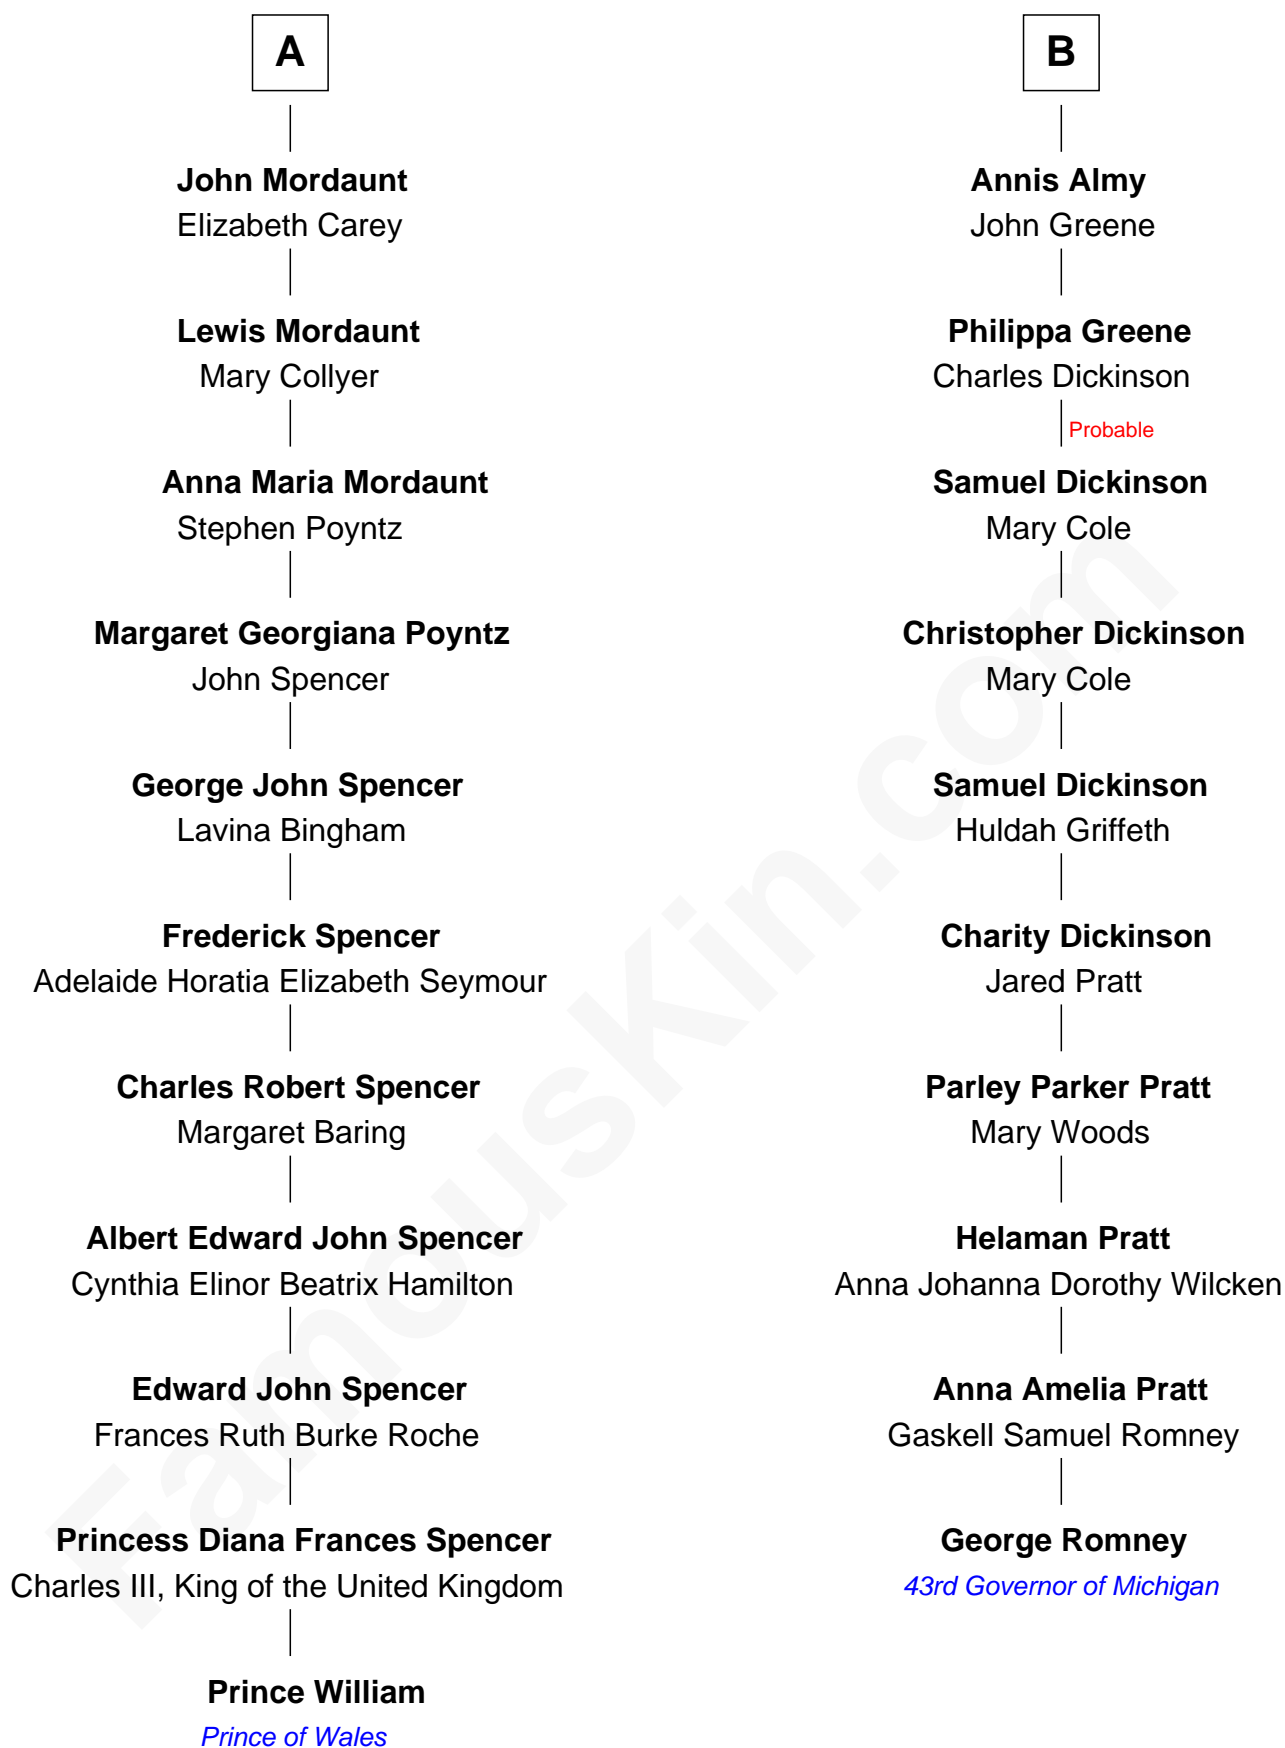 A
John Mordaunt
Elizabeth Carey
Lewis Mordaunt
Mary Collyer
Anna Maria Mordaunt
Stephen Poyntz
Margaret Georgiana Poyntz
John Spencer
George John Spencer
Lavina Bingham
Frederick Spencer
Adelaide Horatia Elizabeth Seymour
Charles Robert Spencer
Margaret Baring
Albert Edward John Spencer
Cynthia Elinor Beatrix Hamilton
Edward John Spencer
Frances Ruth Burke Roche
Princess Diana Frances Spencer
Charles III, King of the United Kingdom
Prince William
Prince of Wales
B
Annis Almy
John Greene
Philippa Greene
Charles Dickinson
Probable
Samuel Dickinson
Mary Cole
Christopher Dickinson
Mary Cole
Samuel Dickinson
Huldah Griffeth
Charity Dickinson
Jared Pratt
Parley Parker Pratt
Mary Woods
Helaman Pratt
Anna Johanna Dorothy Wilcken
Anna Amelia Pratt
Gaskell Samuel Romney
George Romney
43rd Governor of Michigan
FamousKin.com